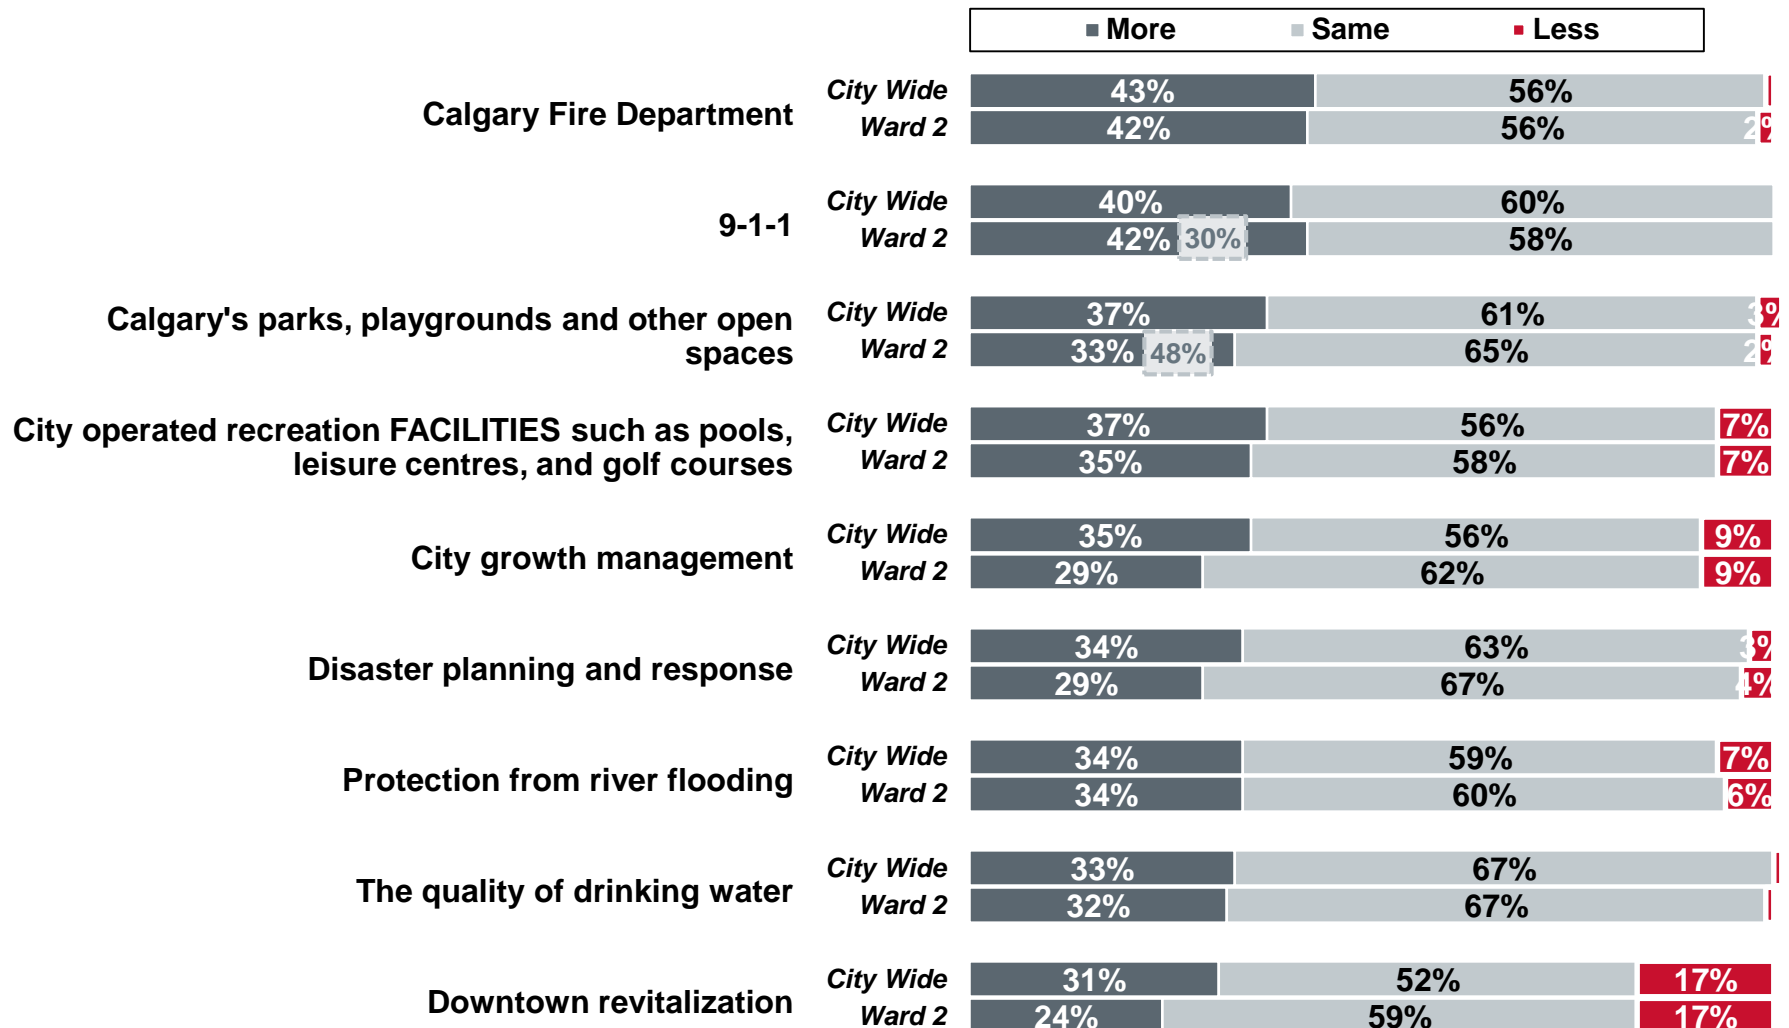 More Same Less
Calgary Fire Department
City Wide 43% 56%
Ward 2 42% 56% 2%
9-1-1
City Wide 40% 60%
Ward 2 42% 30% 58%
Calgary's parks, playgrounds and other open
spaces
City Wide 37% 61% 3%
Ward 2 33% 48% 65% 2%
City operated recreation FACILITIES such as pools,
leisure centres, and golf courses
City Wide 37% 56% 7%
Ward 2 35% 58% 7%
City growth management
City Wide 35% 56% 9%
Ward 2 29% 62% 9%
Disaster planning and response
City Wide 34% 63% 3%
Ward 2 29% 67% 4%
Protection from river flooding
City Wide 34% 59% 7%
Ward 2 34% 60% 6%
The quality of drinking water
City Wide 33% 67%
Ward 2 32% 67%
Downtown revitalization
City Wide 31% 52% 17%
Ward 2 24% 59% 17%